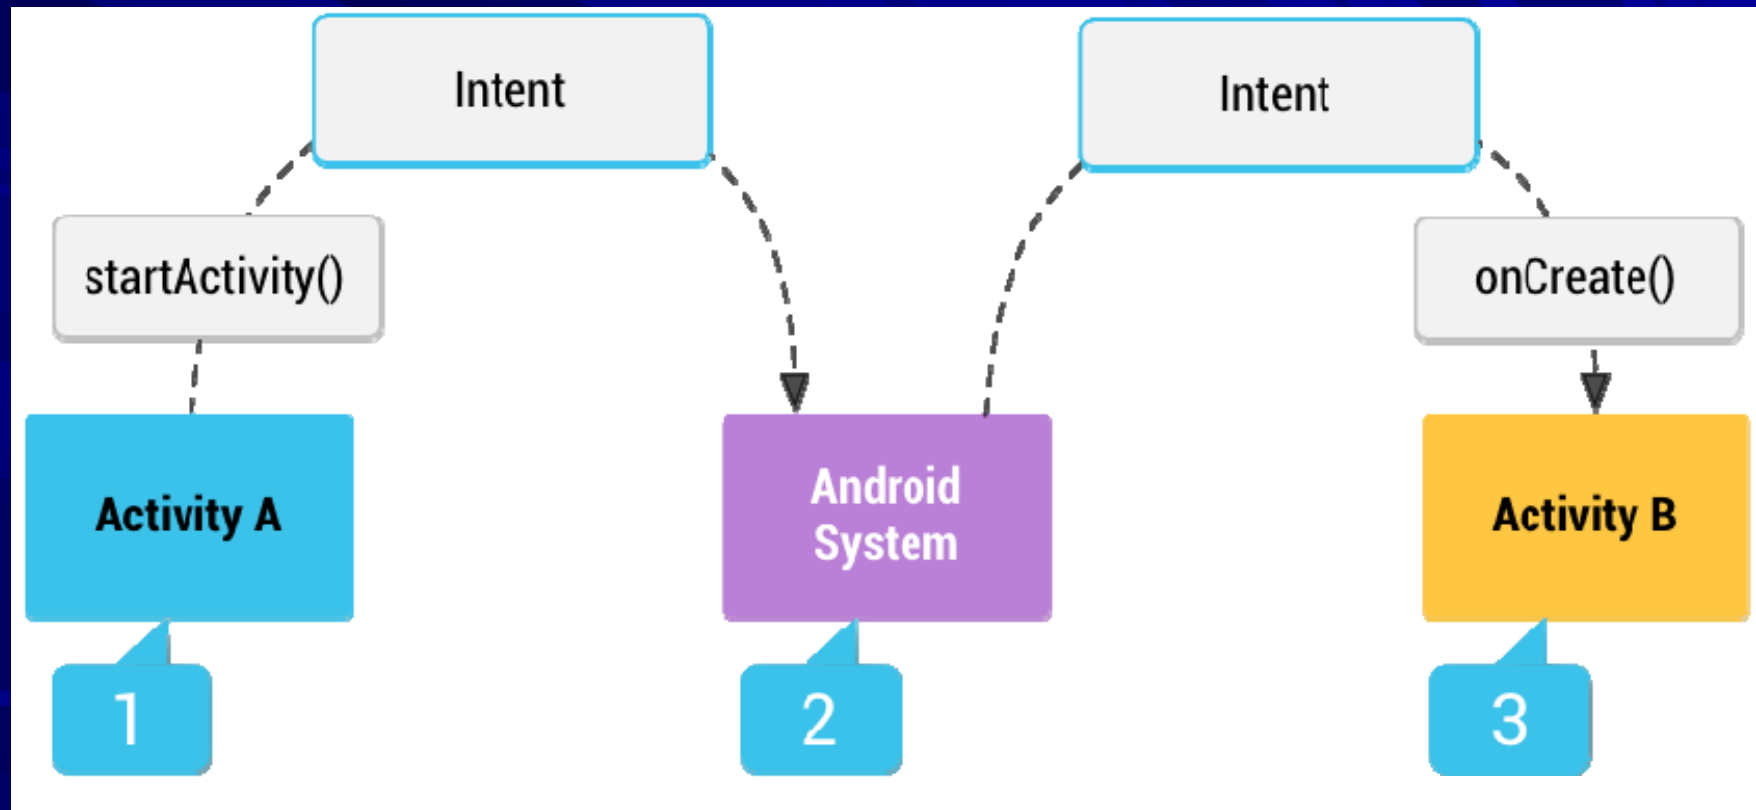 Intent
Intent
startActivity()
onCreate()
Activity A
Android
System
Activity B
1
2
3